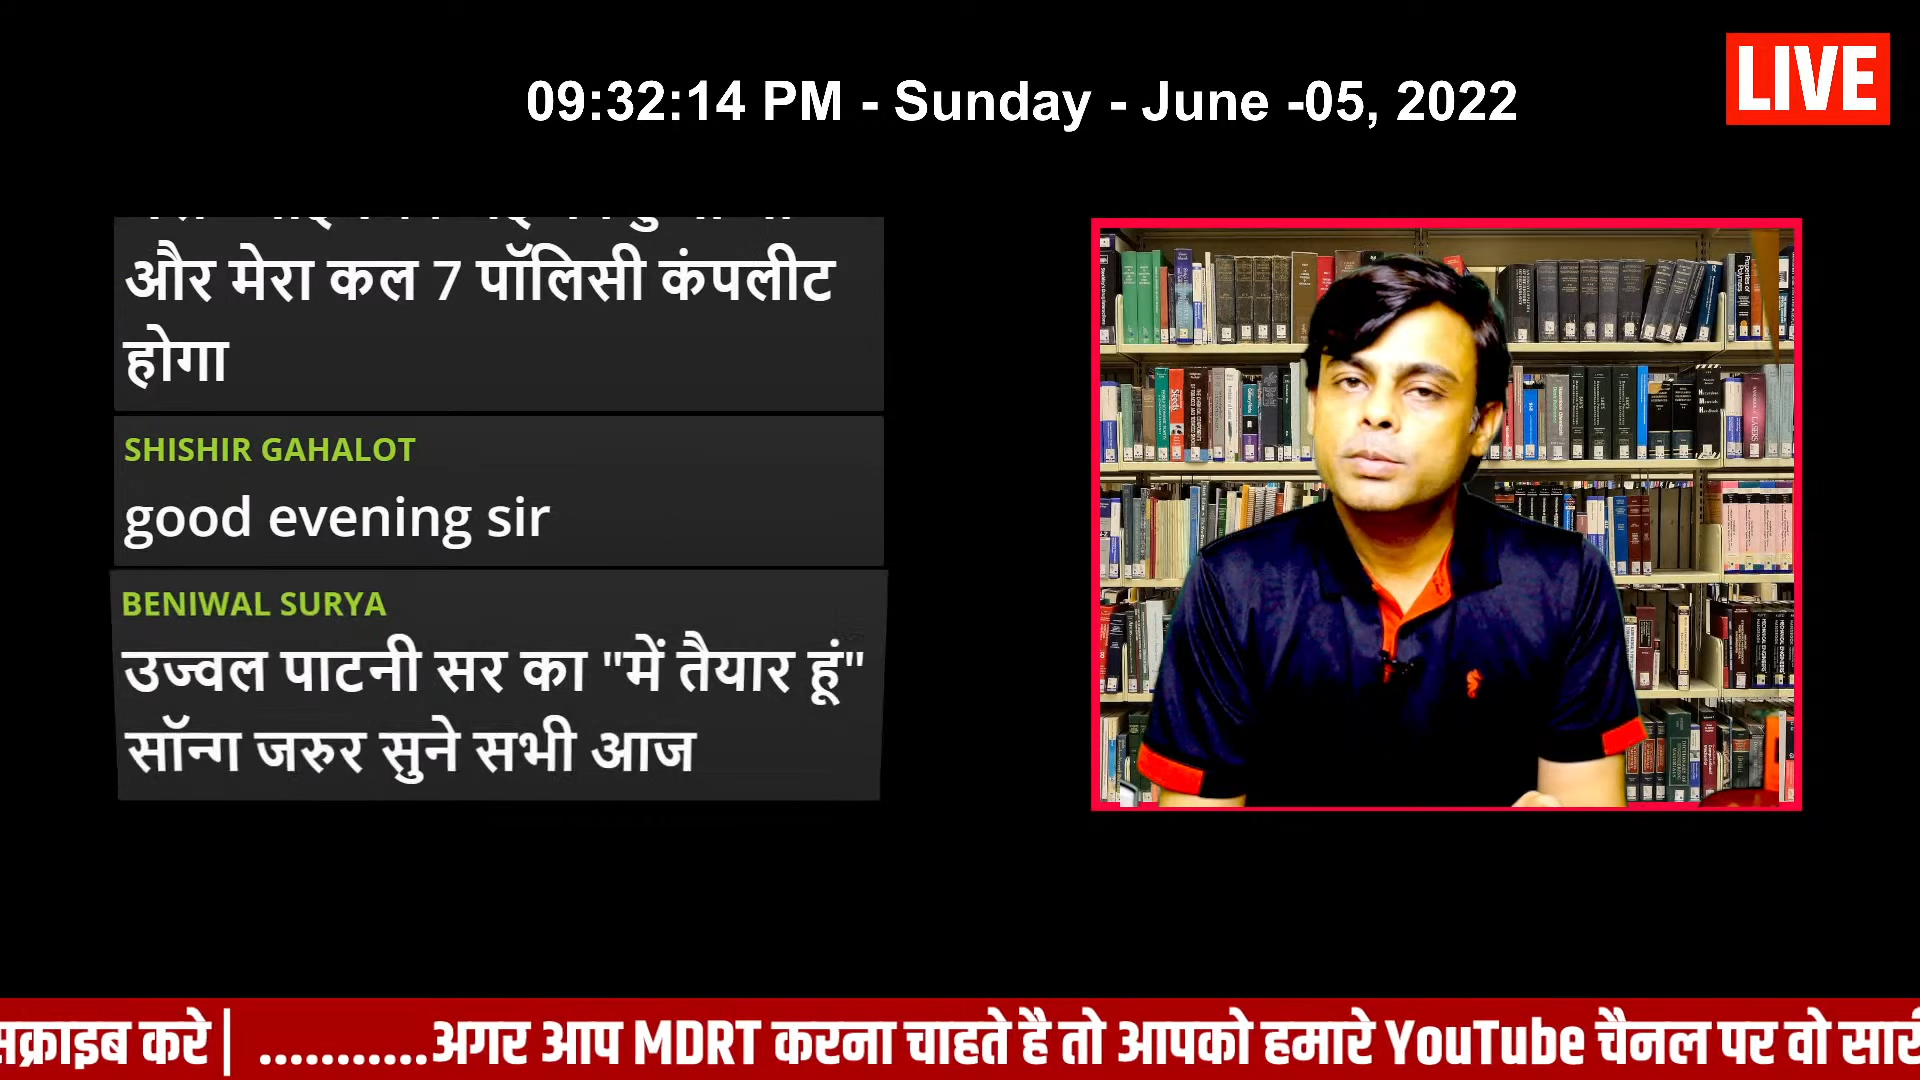 09:32:14 PM - Sunday - June -05, 2022
LIVE
और मेरा कल 7 पॉलिसी कंपलीट
होगा
SHISHIR GAHALOT
good evening sir
BENIWAL SURYA
उज्वल पाटनी सर का "में तैयार हूं"
सॉन्ग जरुर सुने सभी आज
करे | ...........अगर आप MDRT करना चाहते है तो आपको हमारे YouTube चैनल पर वो